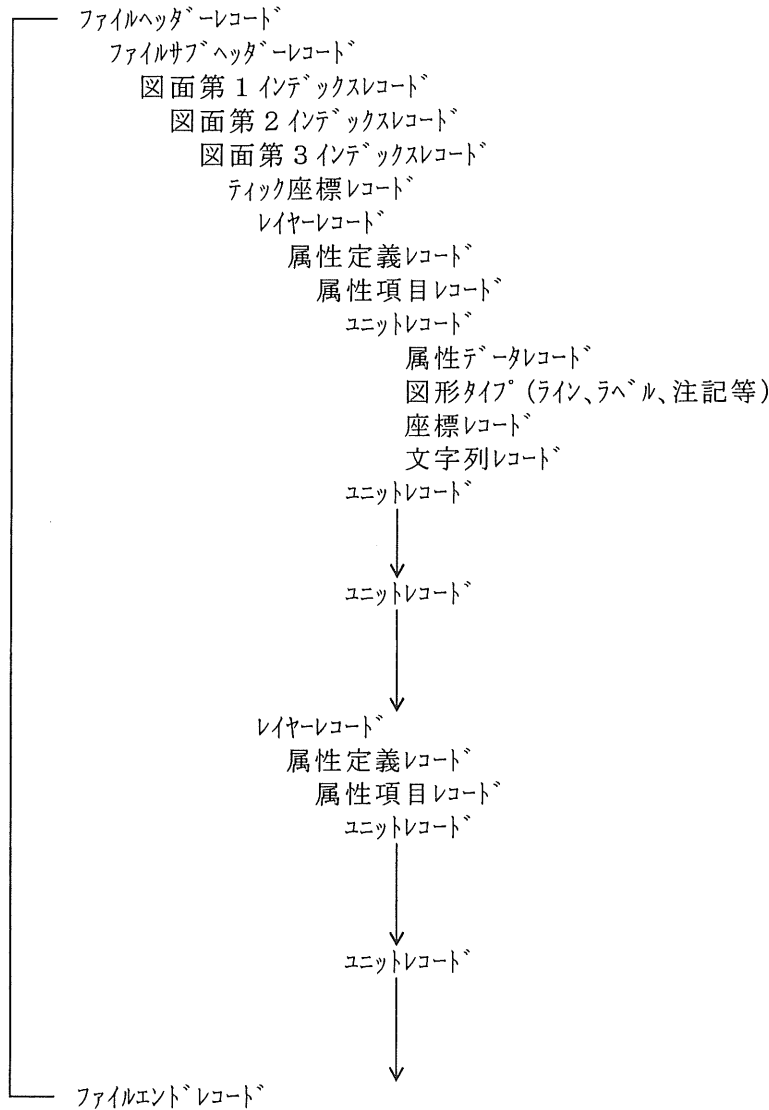 ファイルヘッダーレコード
ファイルサブヘッダーレコード
図面第1インデックスレコード
図面第2インデックスレコード
図面第3インデックスレコード
ティック座標レコード
レイヤーレコード
属性定義レコード
属性項目レコード
ユニットレコード
属性データレコード
図形タイプ(ライン、ラベル、注記等)
座標レコード
文字列レコード
ユニットレコード
ユニットレコード
レイヤーレコード
属性定義レコード
属性項目レコード
ユニットレコード
ユニットレコード
ファイルエンドレコード